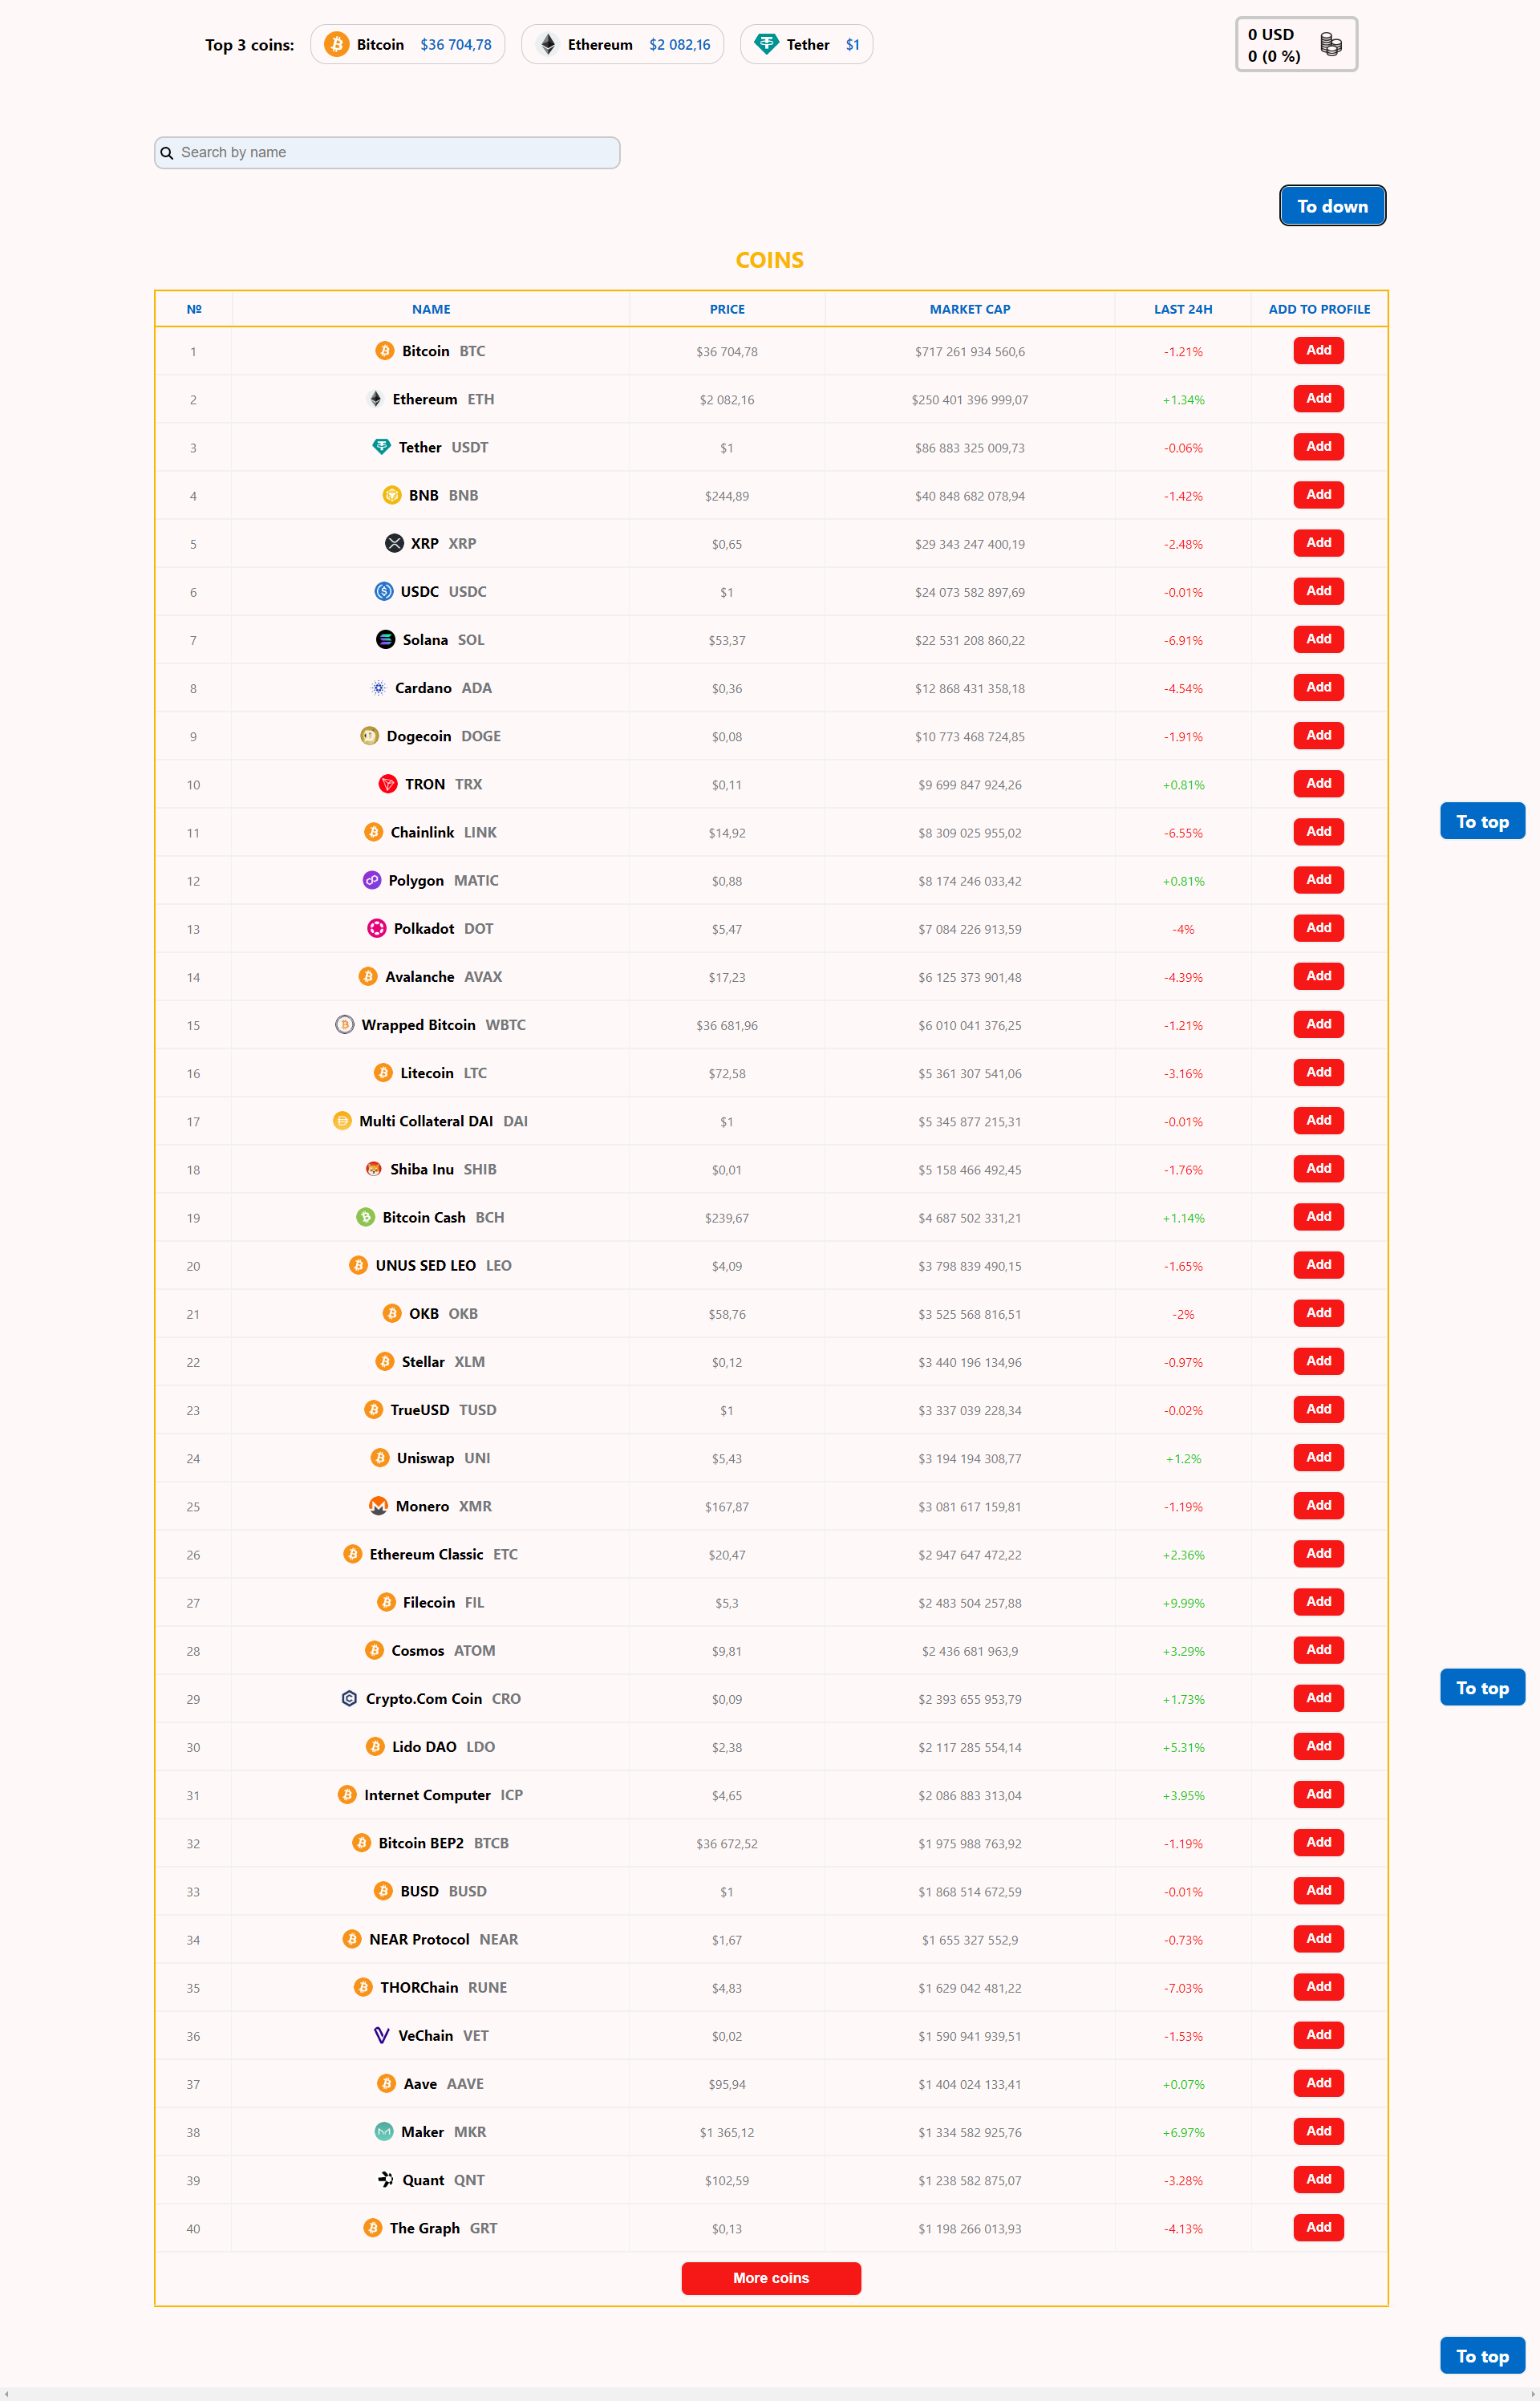 Top 3 coins: Bitcoin $36 704,78 Ethereum $2 082,16 Tether $1
0 USD
0 (0 %)
Search by name
To down
COINS
№ NAME PRICE MARKET CAP LAST 24H ADD TO PROFILE
1 Bitcoin BTC $36 704,78 $717 261 934 560,6 -1.21% Add
2 Ethereum ETH $2 082,16 $250 401 396 999,07 +1.34% Add
3 Tether USDT $1 $86 883 325 009,73 -0.06% Add
4 BNB BNB $244,89 $40 848 682 078,94 -1.42% Add
5 XRP XRP $0,65 $29 343 247 400,19 -2.48% Add
6 USDC USDC $1 $24 073 582 897,69 -0.01% Add
7 Solana SOL $53,37 $22 531 208 860,22 -6.91% Add
8 Cardano ADA $0,36 $12 868 431 358,18 -4.54% Add
9 Dogecoin DOGE $0,08 $10 773 468 724,85 -1.91% Add
10 TRON TRX $0,11 $9 699 847 924,26 +0.81% Add
11 Chainlink LINK $14,92 $8 309 025 955,02 -6.55% Add
To top
12 Polygon MATIC $0,88 $8 174 246 033,42 +0.81% Add
13 Polkadot DOT $5,47 $7 084 226 913,59 -4% Add
14 Avalanche AVAX $17,23 $6 125 373 901,48 -4.39% Add
15 Wrapped Bitcoin WBTC $36 681,96 $6 010 041 376,25 -1.21% Add
16 Litecoin LTC $72,58 $5 361 307 541,06 -3.16% Add
17 Multi Collateral DAI DAI $1 $5 345 877 215,31 -0.01% Add
18 Shiba Inu SHIB $0,01 $5 158 466 492,45 -1.76% Add
19 Bitcoin Cash BCH $239,67 $4 687 502 331,21 +1.14% Add
20 UNUS SED LEO LEO $4,09 $3 798 839 490,15 -1.65% Add
21 OKB OKB $58,76 $3 525 568 816,51 -2% Add
22 Stellar XLM $0,12 $3 440 196 134,96 -0.97% Add
23 TrueUSD TUSD $1 $3 337 039 228,34 -0.02% Add
24 Uniswap UNI $5,43 $3 194 194 308,77 +1.2% Add
25 Monero XMR $167,87 $3 081 617 159,81 -1.19% Add
26 Ethereum Classic ETC $20,47 $2 947 647 472,22 +2.36% Add
27 Filecoin FIL $5,3 $2 483 504 257,88 +9.99% Add
28 Cosmos ATOM $9,81 $2 436 681 963,9 +3.29% Add
29 Crypto.Com Coin CRO $0,09 $2 393 655 953,79 +1.73% Add
To top
30 Lido DAO LDO $2,38 $2 117 285 554,14 +5.31% Add
31 Internet Computer ICP $4,65 $2 086 883 313,04 +3.95% Add
32 Bitcoin BEP2 BTCB $36 672,52 $1 975 988 763,92 -1.19% Add
33 BUSD BUSD $1 $1 868 514 672,59 -0.01% Add
34 NEAR Protocol NEAR $1,67 $1 655 327 552,9 -0.73% Add
35 THORChain RUNE $4,83 $1 629 042 481,22 -7.03% Add
36 VeChain VET $0,02 $1 590 941 939,51 -1.53% Add
37 Aave AAVE $95,94 $1 404 024 133,41 +0.07% Add
38 Maker MKR $1 365,12 $1 334 582 925,76 +6.97% Add
39 Quant QNT $102,59 $1 238 582 875,07 -3.28% Add
40 The Graph GRT $0,13 $1 198 266 013,93 -4.13% Add
More coins
To top